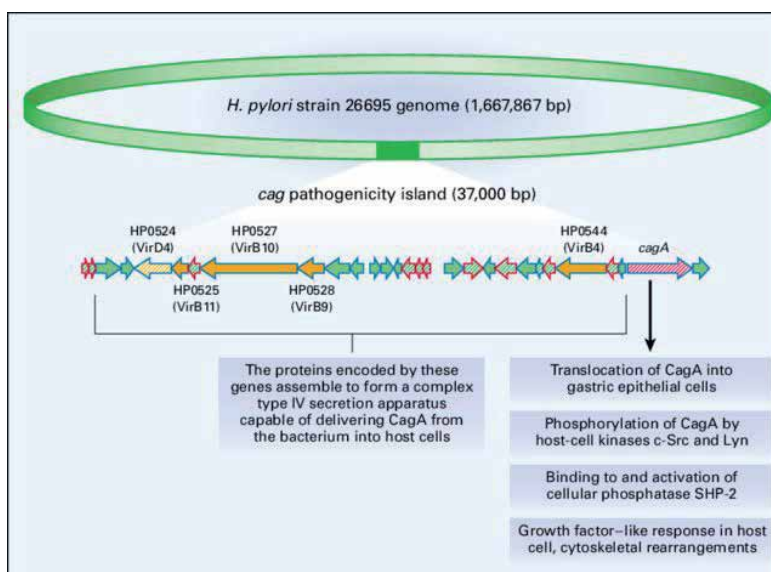 H. pylori strain 26695 genome (1,667,867 bp)
cag pathogenicity island (37,000 bp)
HP0524
(VirD4)
HP0527
(VirB10)
HP0544
(VirB4)
cagA
HP0525
(VirB11)
HP0528
(VirB9)
The proteins encoded by these
genes assemble to form a complex
type IV secretion apparatus
capable of delivering CagA from
the bacterium into host cells
Translocation of CagA into
gastric epithelial cells
Phosphorylation of CagA by
host-cell kinases c-Src and Lyn
Binding to and activation of
cellular phosphatase SHP-2
Growth factor–like response in host
cell, cytoskeletal rearrangements